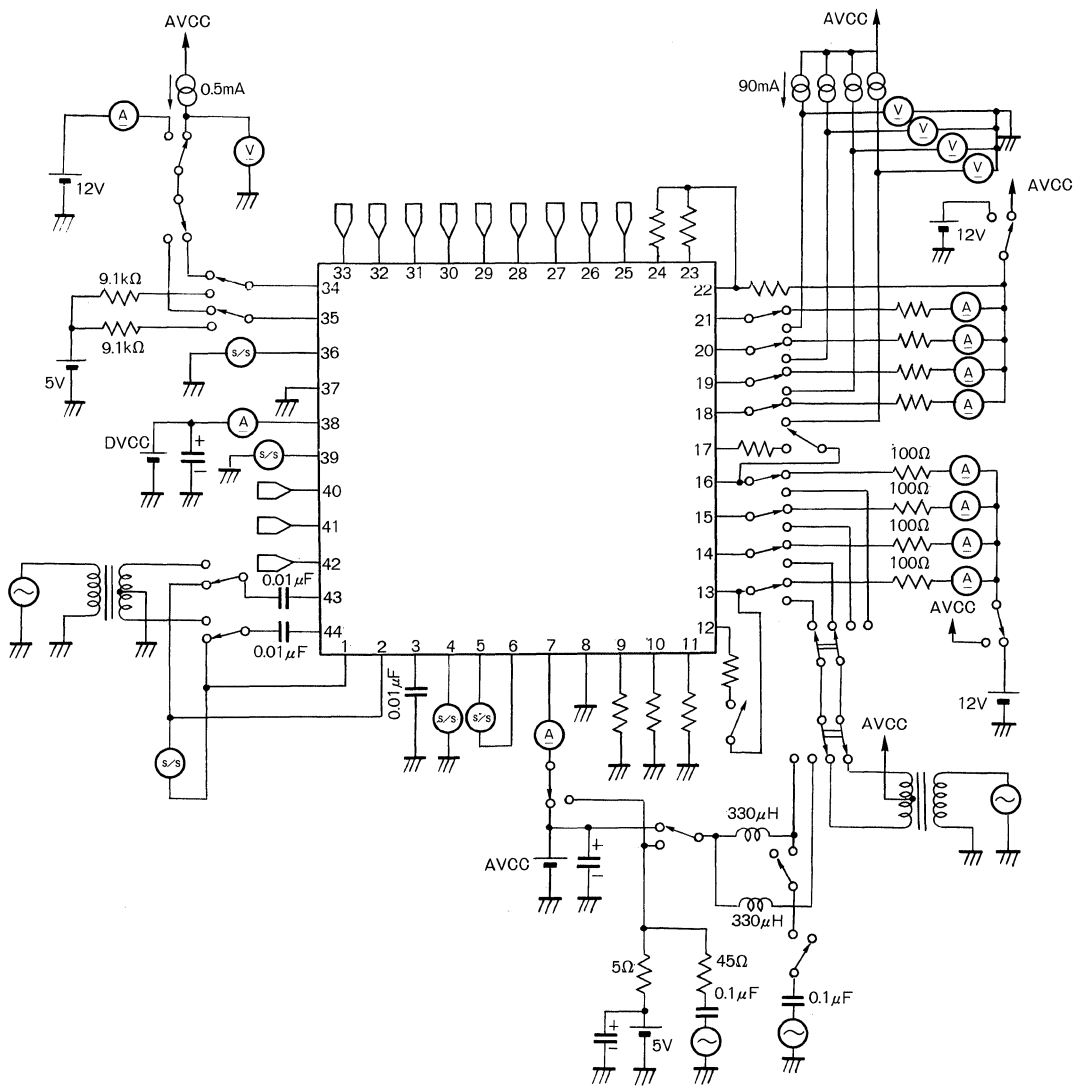 AVCC
0.5mA
A
V
12V
AVCC
90mA
V
V
V
V
AVCC
12V
33 32 31 30 29 28 27 26 25 24 23
9.1kΩ
9.1kΩ
5V
34
35
S/S
36
37
DVCC
+
−
A
38
S/S
39
40
41
42
0.01μF
43
44
0.01μF
22
21
A
20
A
19
A
18
A
17
16
100Ω
A
15
100Ω
A
14
100Ω
A
13
100Ω
A
12
AVCC
12V
1 2 3 4 5 6 7 8 9 10 11
0.01μF
S/S
S/S
S/S
A
AVCC
+
−
330μH
330μH
AVCC
5Ω
45Ω
0.1μF
0.1μF
+
−
5V